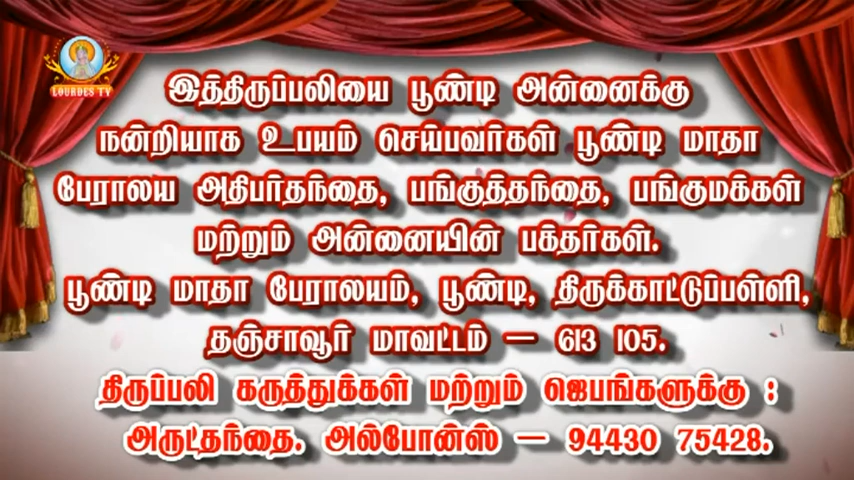 LOURDES TV
இத்திருப்பலியை பூண்டி அன்னைக்கு
நன்றியாக உபயம் செய்பவர்கள் பூண்டி மாதா
பேராலய அதிபர்தந்தை, பங்குத்தந்தை, பங்குமக்கள்
மற்றும் அன்னையின் பக்தர்கள்.
பூண்டி மாதா பேராலயம், பூண்டி, திருக்காட்டுப்பள்ளி,
தஞ்சாவூர் மாவட்டம் – 613 105.
திருப்பலி கருத்துக்கள் மற்றும் ஜெபங்களுக்கு :
அருட்தந்தை. அல்போன்ஸ் – 94430 75428.